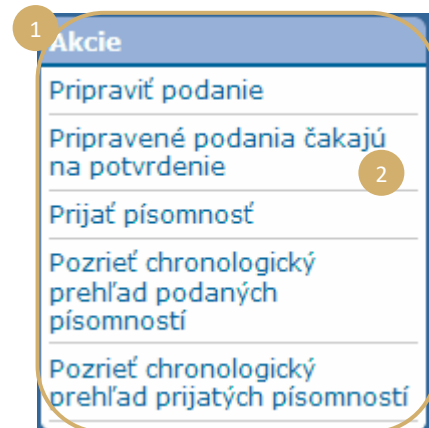 1
Akcie
Pripraviť podanie
Pripravené podania čakajú
na potvrdenie
2
Prijať písomnosť
Pozrieť chronologický
prehľad podaných
písomností
Pozrieť chronologický
prehľad prijatých písomností